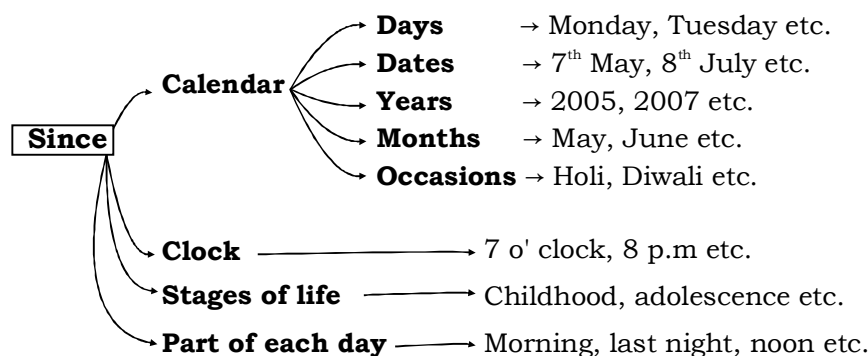 Days → Monday, Tuesday etc.
Dates → 7th May, 8th July etc.
Calendar
Years → 2005, 2007 etc.
Since
Months → May, June etc.
Occasions → Holi, Diwali etc.
Clock → 7 o' clock, 8 p.m etc.
Stages of life → Childhood, adolescence etc.
Part of each day → Morning, last night, noon etc.